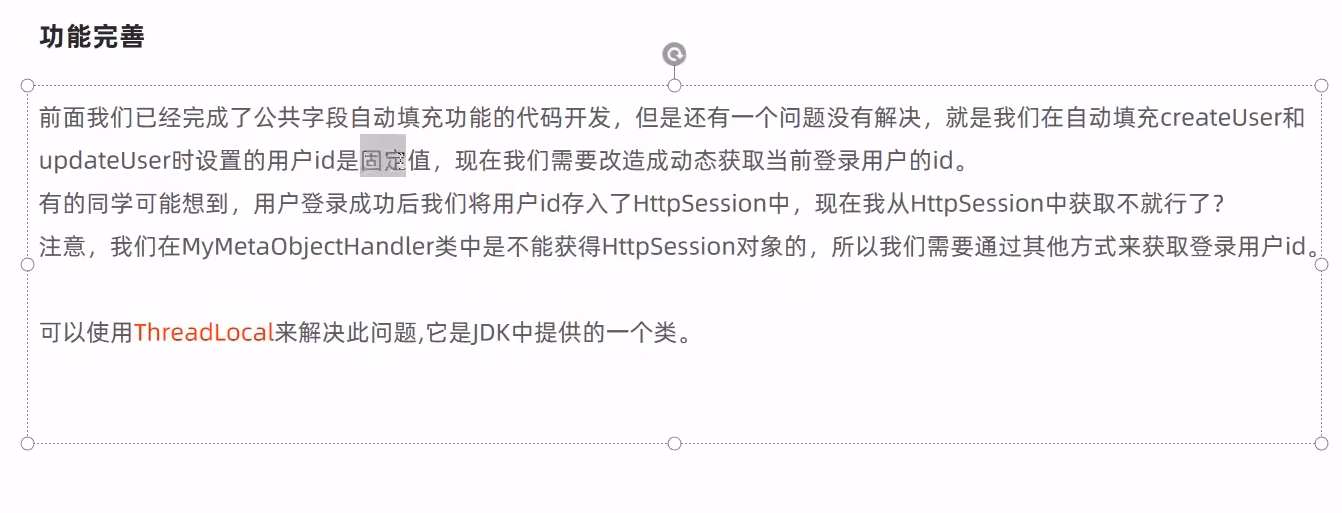 功能完善
前面我们已经完成了公共字段自动填充功能的代码开发，但是还有一个问题没有解决，就是我们在自动填充createUser和
updateUser时设置的用户id是固定值，现在我们需要改造成动态获取当前登录用户的id。
有的同学可能想到，用户登录成功后我们将用户id存入了HttpSession中，现在我从HttpSession中获取不就行了？
注意，我们在MyMetaObjectHandler类中是不能获得HttpSession对象的，所以我们需要通过其他方式来获取登录用户id。
可以使用ThreadLocal来解决此问题,它是JDK中提供的一个类。